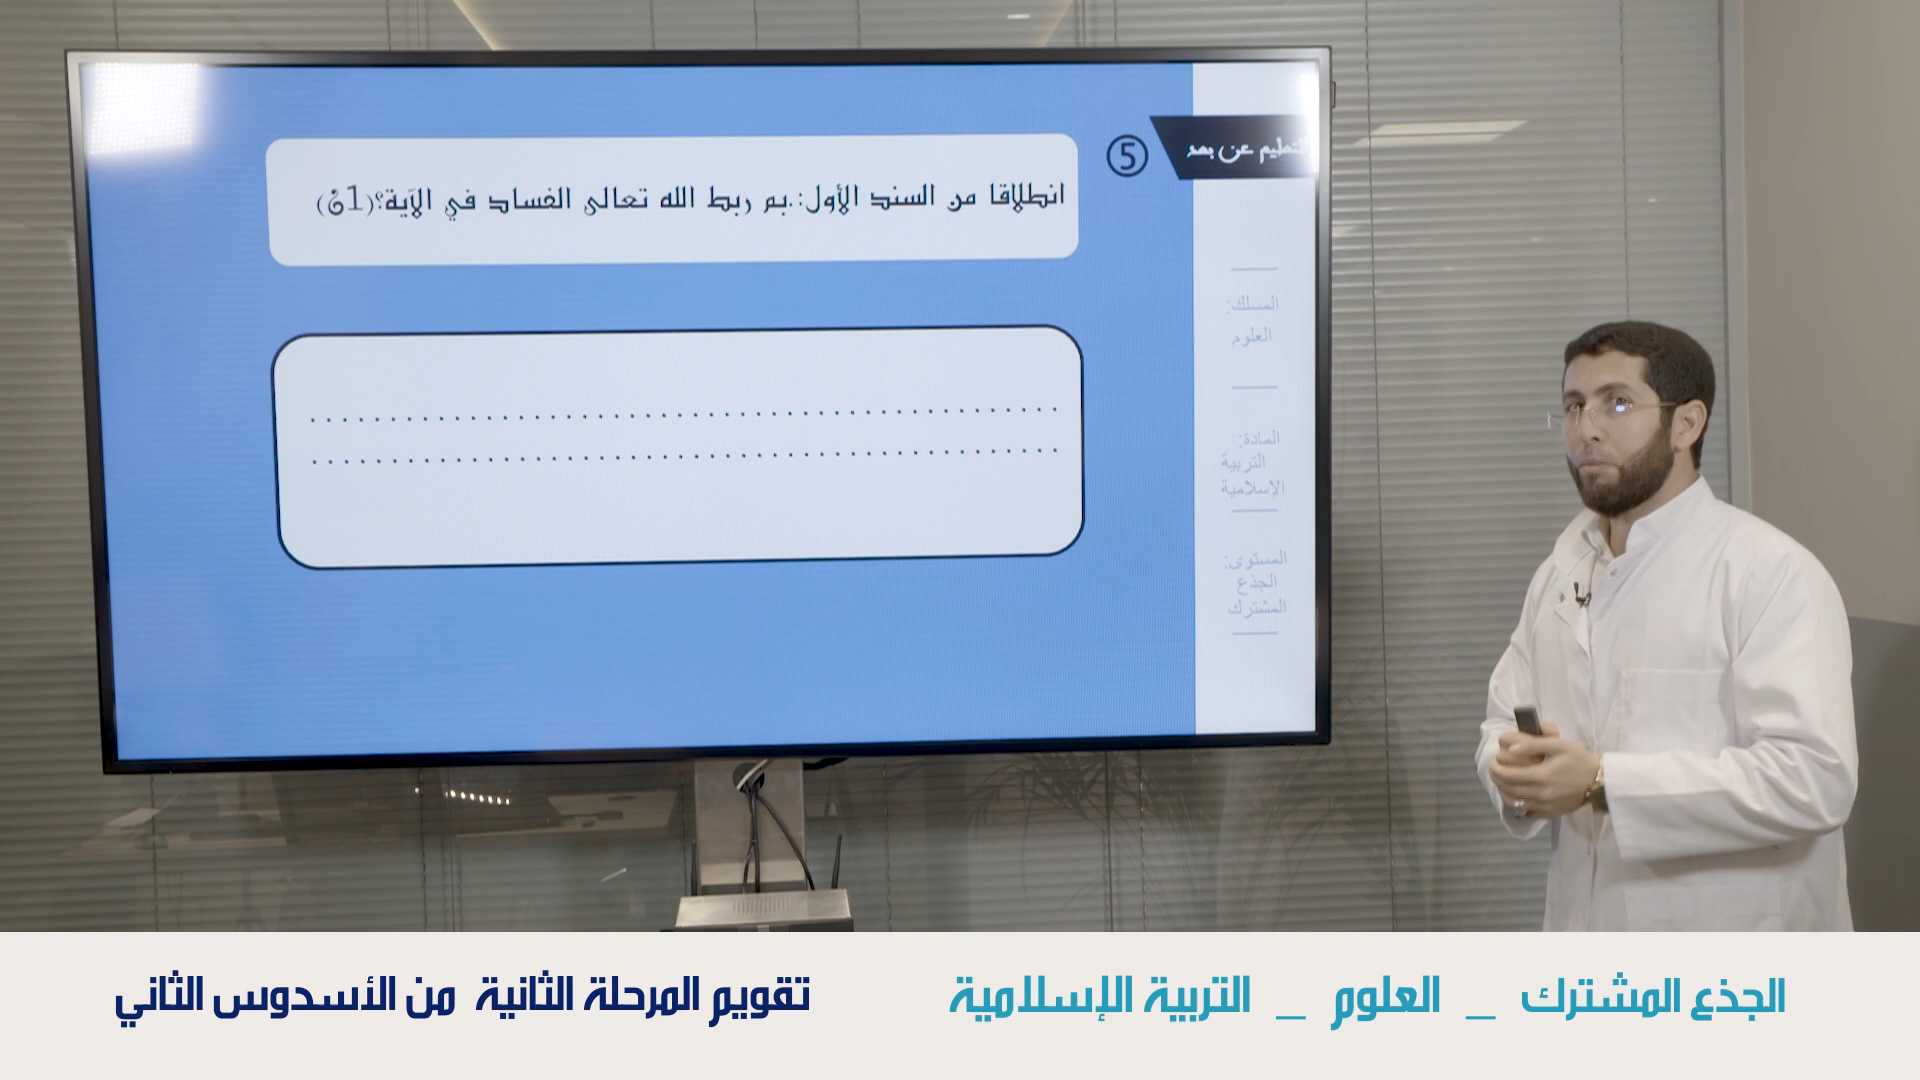 التعليم عن بعد
5
انطلاقا من السند الأول:.بم ربط الله تعالى الفساد في الآية؟(1ن)
المسلك:
العلوم
المادة:
التربية
الإسلامية
المستوى:
الجذع
المشترك
الجذع المشترك _ العلوم _ التربية الإسلامية
تقويم المرحلة الثانية من الأسدوس الثاني